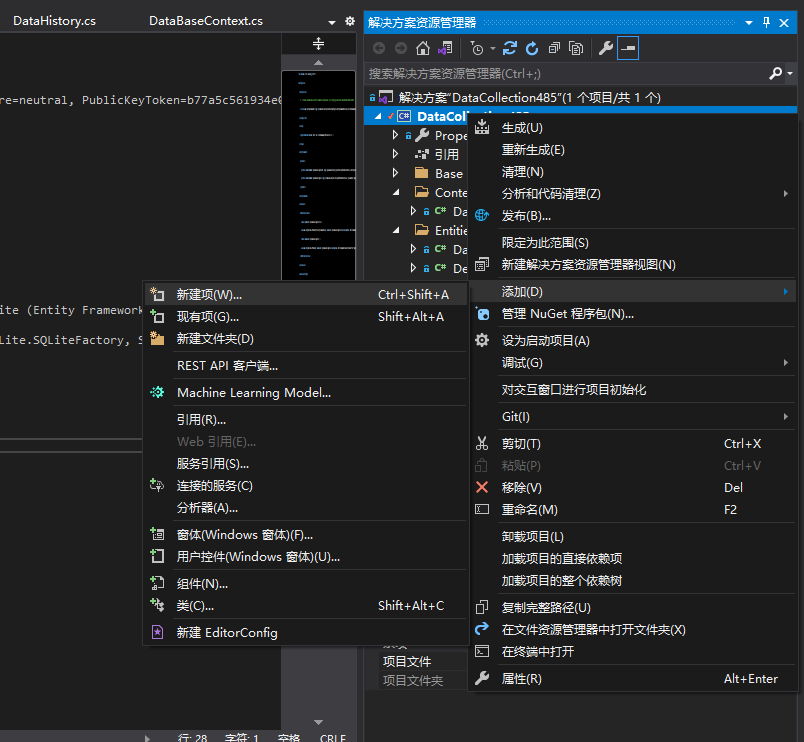 DataHistory.cs
DataBaseContext.cs
re=neutral, PublicKeyToken=b77a5c561934e0
ite (Entity Framework
Lite.SQLiteFactory, S
行: 28 字符: 1 空格 CRLF
解决方案资源管理器
搜索解决方案资源管理器(Ctrl+;)
解决方案"DataCollection485"(1 个项目/共 1 个)
DataCollection485
Prope
引用
Base
Conte
Da
Entitie
Da
De
生成(U)
重新生成(E)
清理(N)
分析和代码清理(Z)
发布(B)...
限定为此范围(S)
新建解决方案资源管理器视图(N)
添加(D)
管理 NuGet 程序包(N)...
设为启动项目(A)
调试(G)
对交互窗口进行项目初始化
Git(I)
剪切(T) Ctrl+X
粘贴(P) Ctrl+V
移除(V) Del
重命名(M) F2
卸载项目(L)
加载项目的直接依赖项
加载项目的整个依赖树
复制完整路径(U)
在文件资源管理器中打开文件夹(X)
在终端中打开
属性(R) Alt+Enter
新建项(W)... Ctrl+Shift+A
现有项(G)... Shift+Alt+A
新建文件夹(D)
REST API 客户端...
Machine Learning Model...
引用(R)...
Web 引用(E)...
服务引用(S)...
连接的服务(C)
分析器(A)...
窗体(Windows 窗体)(F)...
用户控件(Windows 窗体)(U)...
组件(N)...
类(C)... Shift+Alt+C
新建 EditorConfig
项目文件
项目文件夹